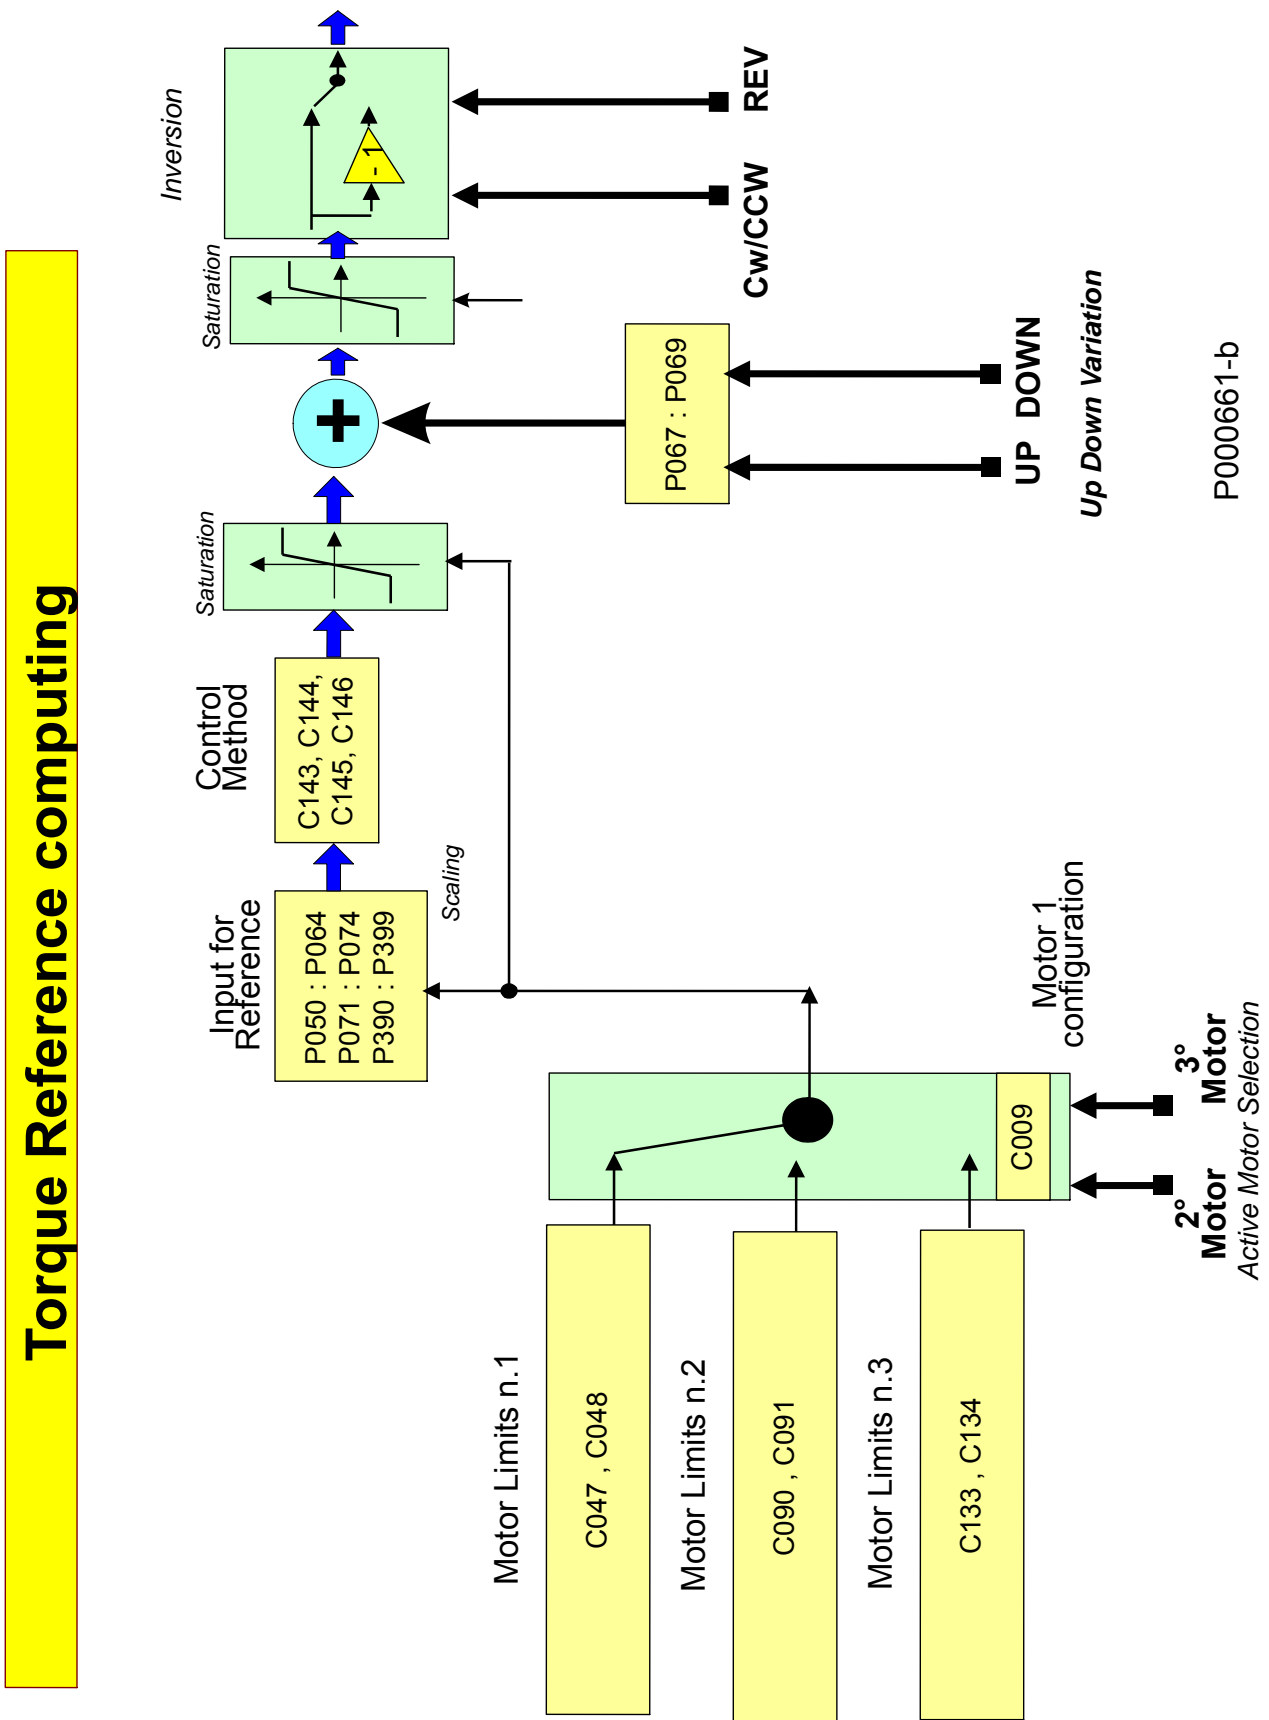 Torque Reference computing
Input for
Reference
P050 : P064
P071 : P074
P390 : P399
Scaling
Control
Method
C143, C144,
C145, C146
Saturation
+
Saturation
Inversion
- 1
P067 : P069
UP DOWN
Up Down Variation
Cw/CCW
REV
Motor Limits n.1
C047 , C048
Motor Limits n.2
C090 , C091
Motor Limits n.3
C133 , C134
C009
Motor 1
configuration
2°
Motor
3°
Motor
Active Motor Selection
P000661-b